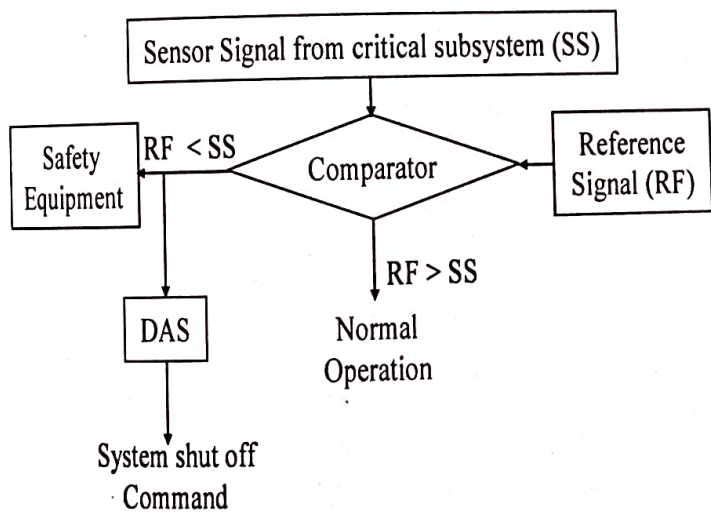 Sensor Signal from critical subsystem (SS)
Safety
Equipment
RF < SS
Comparator
Reference
Signal (RF)
RF > SS
DAS
Normal
Operation
System shut off
Command